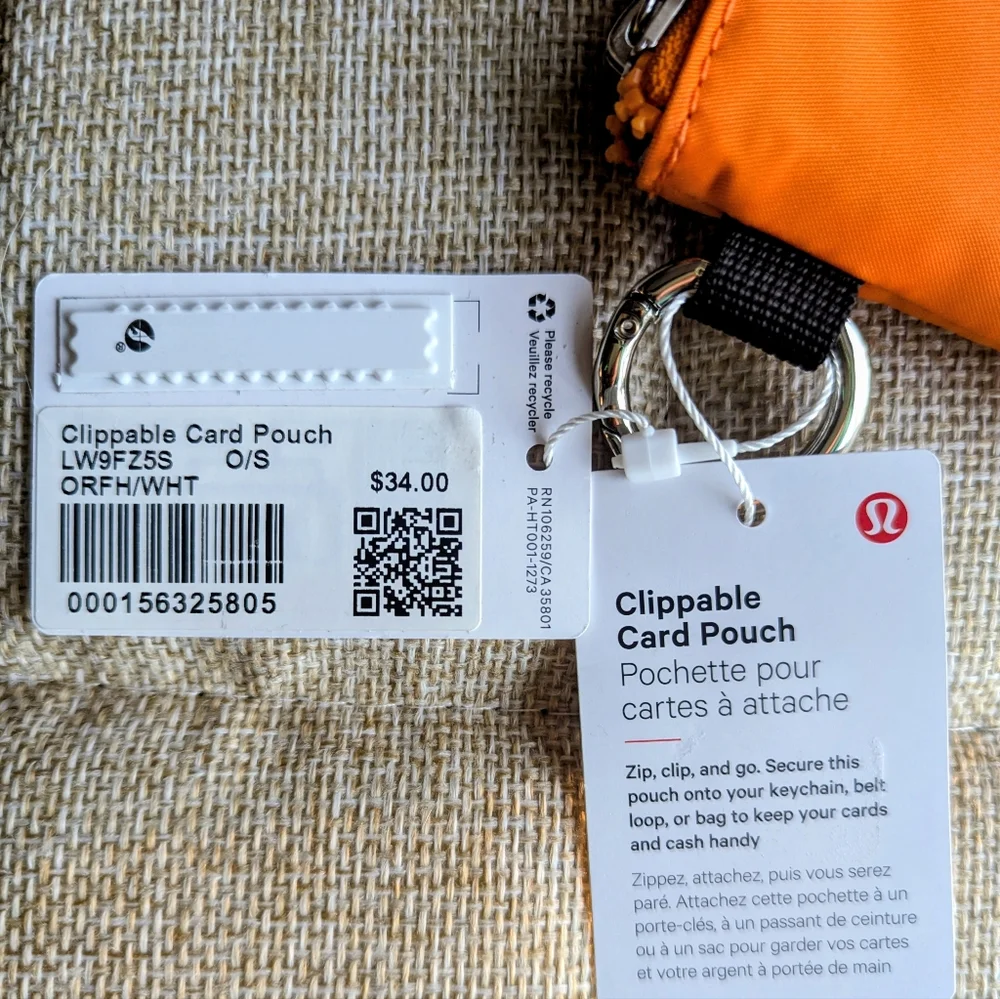 ®
Please recycle
Veuillez recycler
RN106259/CA35801
PA-HT001-1273
Clippable Card Pouch
LW9FZ5S O/S
ORFH/WHT
$34.00
000156325805
Clippable
Card Pouch
Pochette pour
cartes à attache
Zip, clip, and go. Secure this
pouch onto your keychain, belt
loop, or bag to keep your cards
and cash handy
Zippez, attachez, puis vous serez
paré. Attachez cette pochette à un
porte-clés, à un passant de ceinture
ou à un sac pour garder vos cartes
et votre argent à portée de main